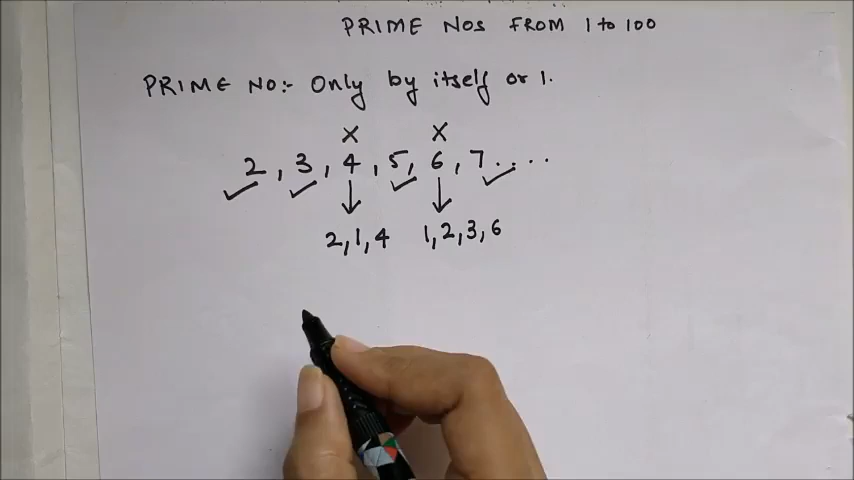 PRIME NOS FROM 1 to 100
PRIME NO:- Only by itself or 1.
× ×
2, 3, 4, 5, 6, 7.....
2,1,4 1,2,3,6